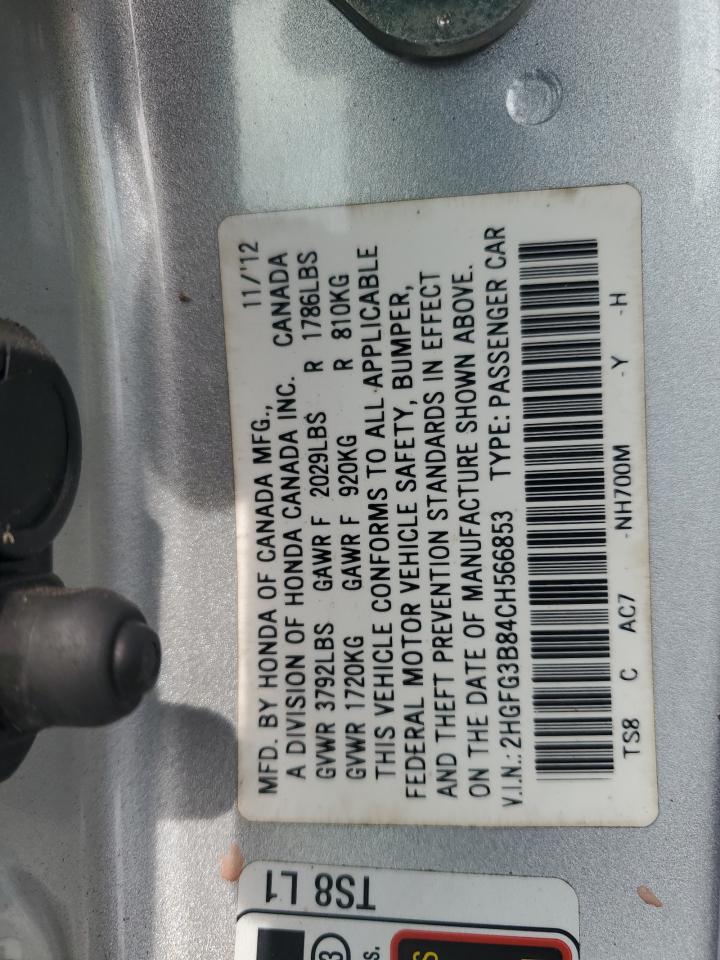 MFD. BY HONDA OF CANADA MFG., 11/'12
A DIVISION OF HONDA CANADA INC. CANADA
GVWR 3792LBS GAWR F 2029LBS R 1786LBS
GVWR 1720KG GAWR F 920KG R 810KG
THIS VEHICLE CONFORMS TO ALL APPLICABLE
FEDERAL MOTOR VEHICLE SAFETY, BUMPER,
AND THEFT PREVENTION STANDARDS IN EFFECT
ON THE DATE OF MANUFACTURE SHOWN ABOVE.
V.I.N.: 2HGFG3B84CH566853 TYPE: PASSENGER CAR
TS8 C AC7 -NH700M -Y -H
TS8 L1
3
s.
S